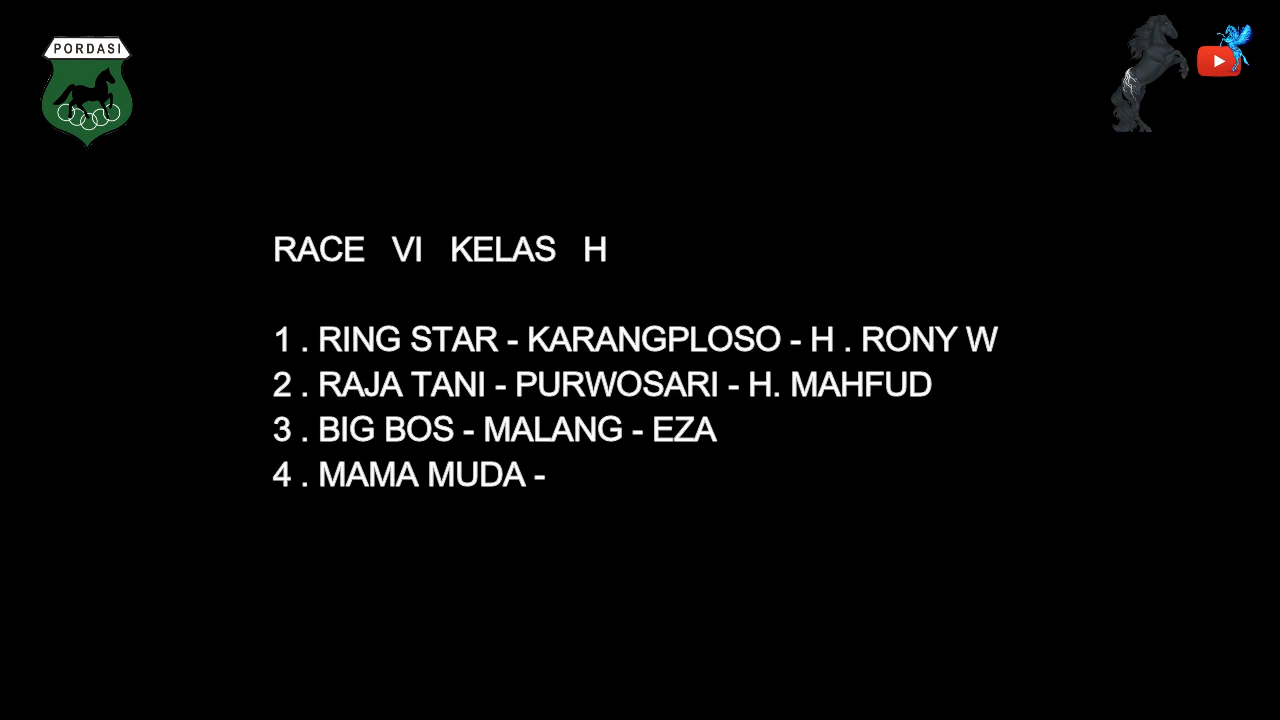 PORDASI
RACE VI KELAS H
1 . RING STAR - KARANGPLOSO - H . RONY W
2 . RAJA TANI - PURWOSARI - H. MAHFUD
3 . BIG BOS - MALANG - EZA
4 . MAMA MUDA -